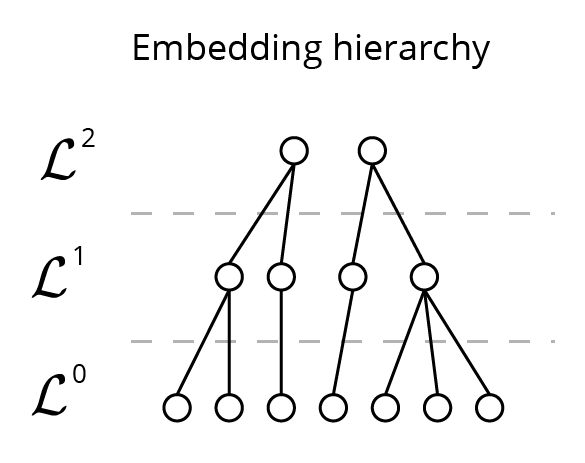 Embedding hierarchy
ℒ²
ℒ¹
ℒ⁰